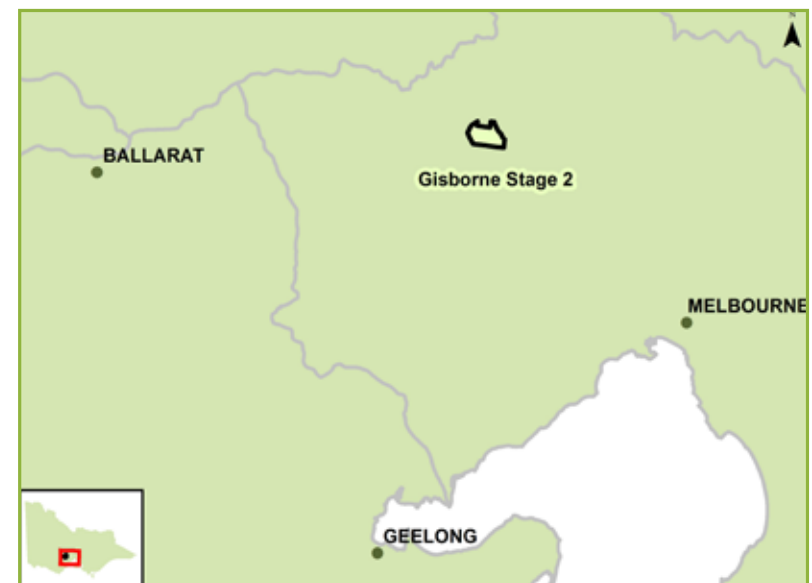 N
BALLARAT
Gisborne Stage 2
MELBOURNE
GEELONG